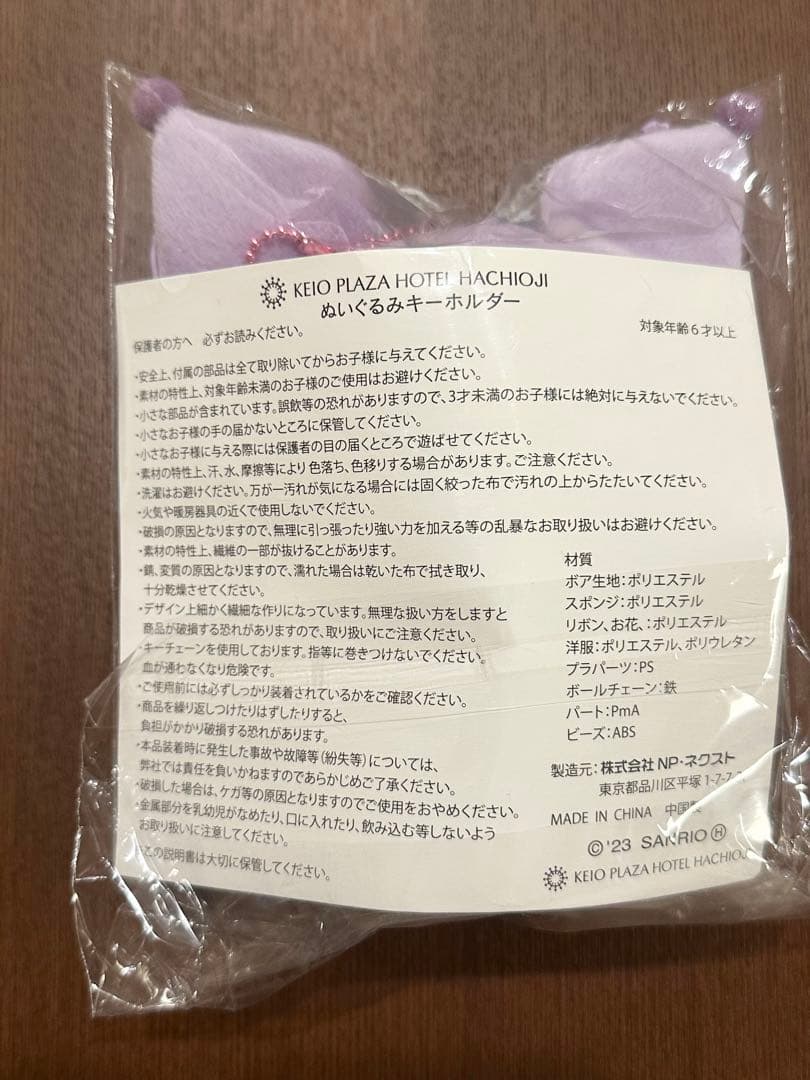 KEIO PLAZA HOTEL HACHIOJI
ぬいぐるみキーホルダー
対象年齢6才以上
保護者の方へ 必ずお読みください。
・安全上、付属の部品は全て取り除いてからお子様に与えてください。
・素材の特性上、対象年齢未満のお子様のご使用はお避けください。
・小さな部品が含まれています。誤飲等の恐れがありますので、3才未満のお子様には絶対に与えないでください。
・小さなお子様の手の届かないところに保管してください。
・小さなお子様に与える際には保護者の目の届くところで遊ばせてください。
・素材の特性上、汗、水、摩擦等により色落ち、色移りする場合があります。ご注意ください。
・洗濯はお避けください。万が一汚れが気になる場合には固く絞った布で汚れの上からたたいてください。
・火気や暖房器具の近くで使用しないでください。
・破損の原因となりますので、無理に引っ張ったり強い力を加える等の乱暴なお取り扱いはお避けください。
・素材の特性上、繊維の一部が抜けることがあります。
・錆、変質の原因となりますので、濡れた場合は乾いた布で拭き取り、
十分乾燥させてください。
・デザイン上細かく繊細な作りになっています。無理な扱い方をしますと
商品が破損する恐れがありますので、取り扱いにご注意ください。
・キーチェーンを使用しております。指等に巻きつけないでください。
血が通わなくなり危険です。
・ご使用前には必ずしっかり装着されているかをご確認ください。
・商品を繰り返しつけたりはずしたりすると、
負担がかかり破損する恐れがあります。
・本品装着時に発生した事故や故障等(紛失等)については、
弊社では責任を負いかねますのであらかじめご了承ください。
・破損した場合は、ケガ等の原因となりますのでご使用をおやめください。
・金属部分を乳幼児がなめたり、口に入れたり、飲み込む等しないよう
お取り扱いに注意してください。
・この説明書は大切に保管してください。
材質
ボア生地:ポリエステル
スポンジ:ポリエステル
リボン、お花、:ポリエステル
洋服:ポリエステル、ポリウレタン
プラパーツ:PS
ボールチェーン:鉄
パート:PmA
ビーズ:ABS
製造元:株式会社 NP・ネクスト
東京都品川区平塚1-7-7
MADE IN CHINA 中国製
©'23 SANRIO Ⓗ
KEIO PLAZA HOTEL HACHIOJI